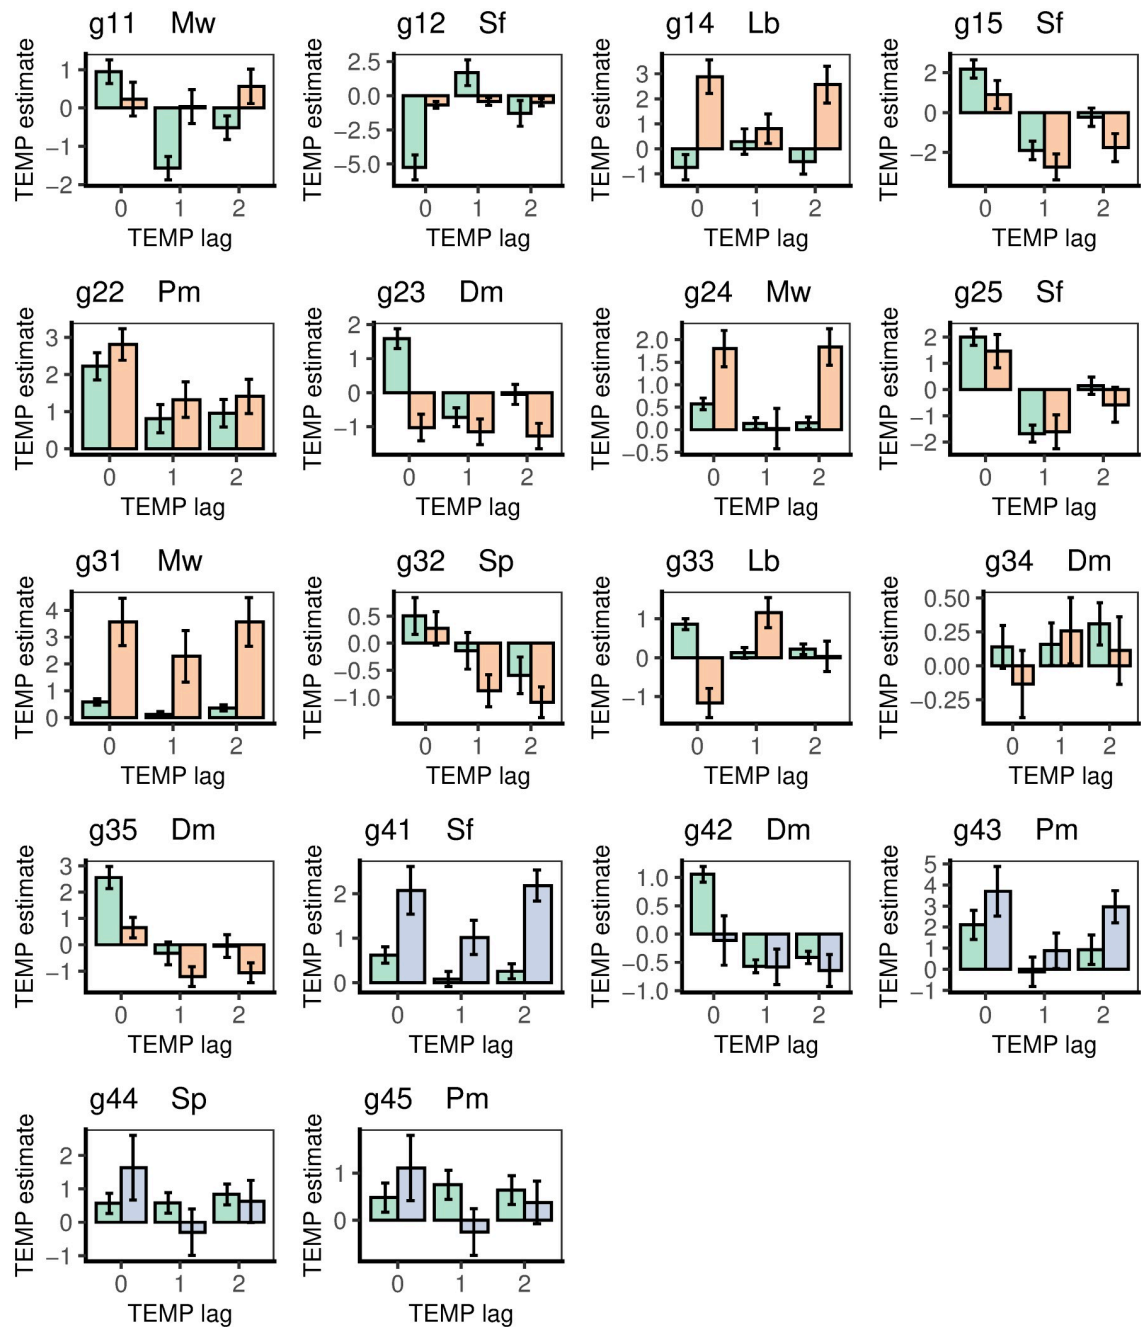 g11 Mw
TEMP estimate
1
0
−1
−2
0 1 2
TEMP lag
g12 Sf
TEMP estimate
2.5
0.0
−2.5
−5.0
0 1 2
TEMP lag
g14 Lb
TEMP estimate
3
2
1
0
−1
0 1 2
TEMP lag
g15 Sf
TEMP estimate
2
0
−2
0 1 2
TEMP lag
g22 Pm
TEMP estimate
3
2
1
0
0 1 2
TEMP lag
g23 Dm
TEMP estimate
2
1
0
−1
0 1 2
TEMP lag
g24 Mw
TEMP estimate
2.0
1.5
1.0
0.5
0.0
−0.5
0 1 2
TEMP lag
g25 Sf
TEMP estimate
2
1
0
−1
−2
0 1 2
TEMP lag
g31 Mw
TEMP estimate
4
3
2
1
0
0 1 2
TEMP lag
g32 Sp
TEMP estimate
0.5
0.0
−0.5
−1.0
0 1 2
TEMP lag
g33 Lb
TEMP estimate
1
0
−1
0 1 2
TEMP lag
g34 Dm
TEMP estimate
0.50
0.25
0.00
−0.25
0 1 2
TEMP lag
g35 Dm
TEMP estimate
3
2
1
0
−1
0 1 2
TEMP lag
g41 Sf
TEMP estimate
2
1
0
0 1 2
TEMP lag
g42 Dm
TEMP estimate
1.0
0.5
0.0
−0.5
−1.0
0 1 2
TEMP lag
g43 Pm
TEMP estimate
5
4
3
2
1
0
−1
0 1 2
TEMP lag
g44 Sp
TEMP estimate
2
1
0
−1
0 1 2
TEMP lag
g45 Pm
TEMP estimate
1
0
0 1 2
TEMP lag